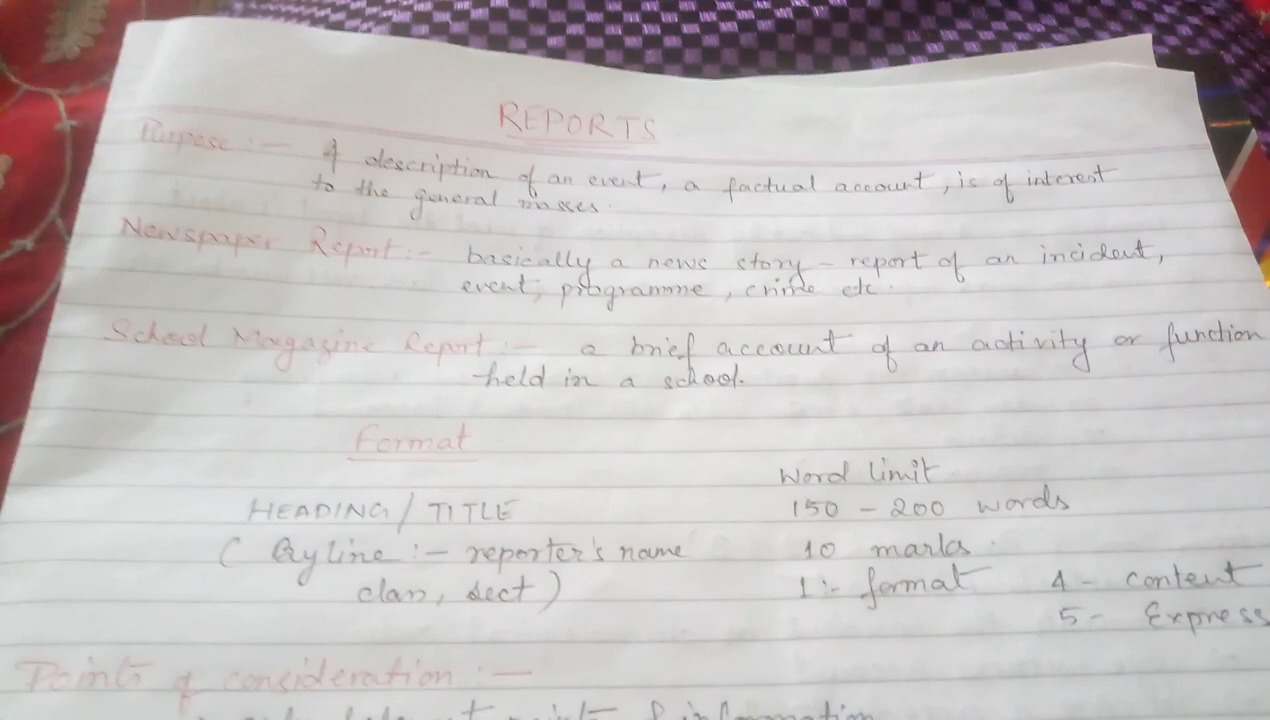 REPORTS
Purpose :- A description of an event, a factual account, is of interest
to the general masses.
Newspaper Report :- basically a news story - report of an incident,
event, programme, crime etc.
School Magazine Report :- a brief account of an activity or function
held in a school.
Format
Word limit
HEADING / TITLE 150 - 200 words
( Byline :- reporter's name 10 marks.
class, sect ) 1 :- format 4 - content
5 - Express
Points of consideration :-